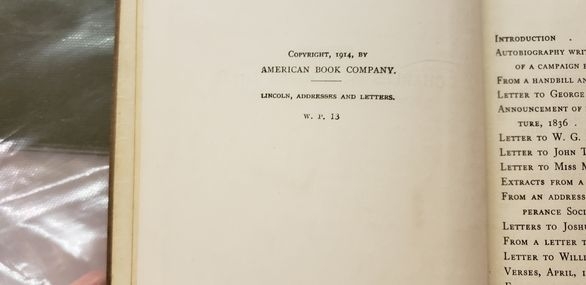 Copyright, 1914, by
AMERICAN BOOK COMPANY.
LINCOLN, ADDRESSES AND LETTERS.
W. P. 13
Introduction .
Autobiography
of a campaign
From a handbill
Letter to George
Announcement of
ture, 1836 .
Letter to W. G.
Letter to John T
Letter to Miss M
Extracts from a
From an address
perance Soci
Letters to Joshu
From a letter t
Letter to Willi
Verses, April, 1